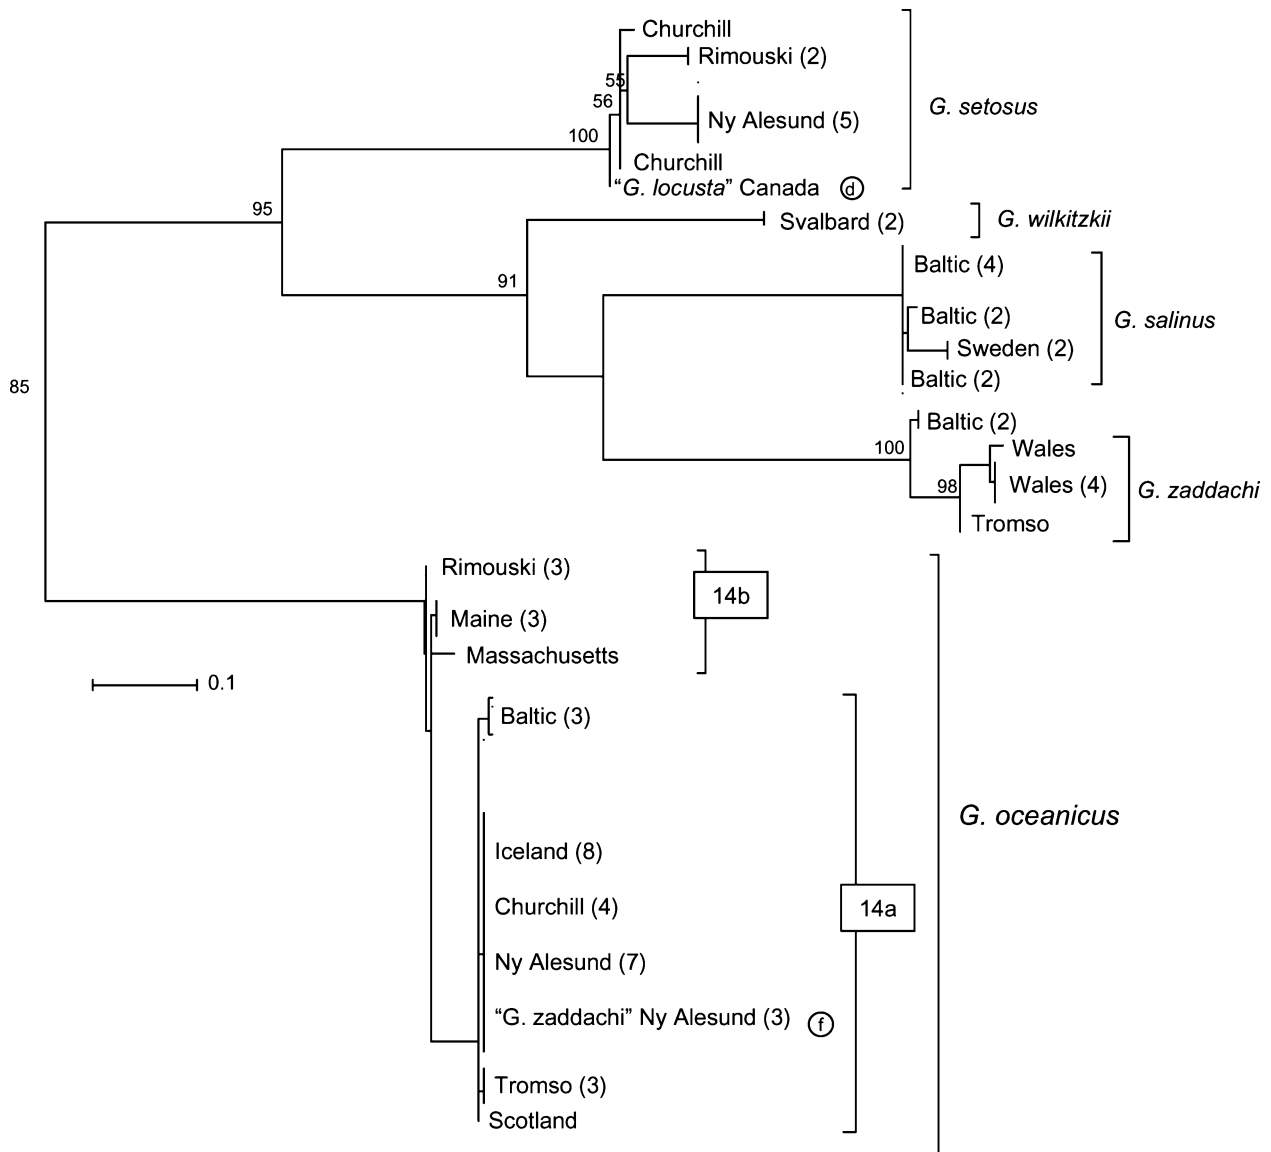 Churchill
Rimouski (2)
55
56
G. setosus
Ny Alesund (5)
100
Churchill
“G. locusta” Canada d
95
Svalbard (2)
G. wilkitzkii
Baltic (4)
91
Baltic (2)
G. salinus
Sweden (2)
Baltic (2)
85
Baltic (2)
100
Wales
98
Wales (4)
G. zaddachi
Tromso
Rimouski (3)
14b
Maine (3)
Massachusetts
0.1
Baltic (3)
G. oceanicus
Iceland (8)
Churchill (4)
14a
Ny Alesund (7)
“G. zaddachi” Ny Alesund (3) f
Tromso (3)
Scotland